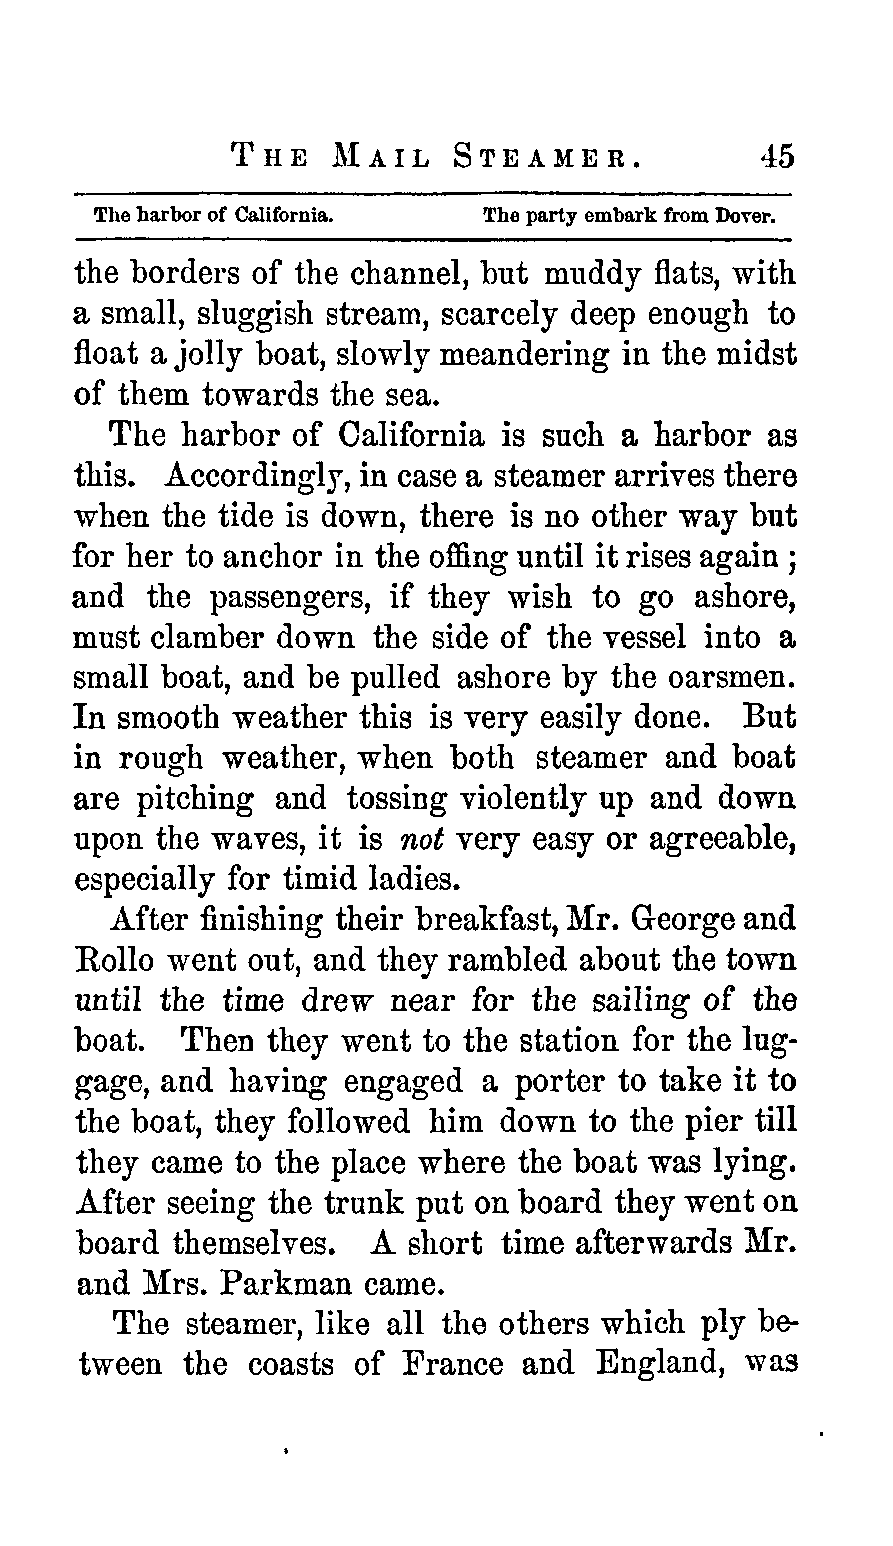 THE MAIL STEAMER. 45
The harbor of California. The party embark from Dover.
the borders of the channel, but muddy flats, with
a small, sluggish stream, scarcely deep enough to
float a jolly boat, slowly meandering in the midst
of them towards the sea.
The harbor of California is such a harbor as
this. Accordingly, in case a steamer arrives there
when the tide is down, there is no other way but
for her to anchor in the offing until it rises again ;
and the passengers, if they wish to go ashore,
must clamber down the side of the vessel into a
small boat, and be pulled ashore by the oarsmen.
In smooth weather this is very easily done. But
in rough weather, when both steamer and boat
are pitching and tossing violently up and down
upon the waves, it is not very easy or agreeable,
especially for timid ladies.
After finishing their breakfast, Mr. George and
Rollo went out, and they rambled about the town
until the time drew near for the sailing of the
boat. Then they went to the station for the lug-
gage, and having engaged a porter to take it to
the boat, they followed him down to the pier till
they came to the place where the boat was lying.
After seeing the trunk put on board they went on
board themselves. A short time afterwards Mr.
and Mrs. Parkman came.
The steamer, like all the others which ply be-
tween the coasts of France and England, was